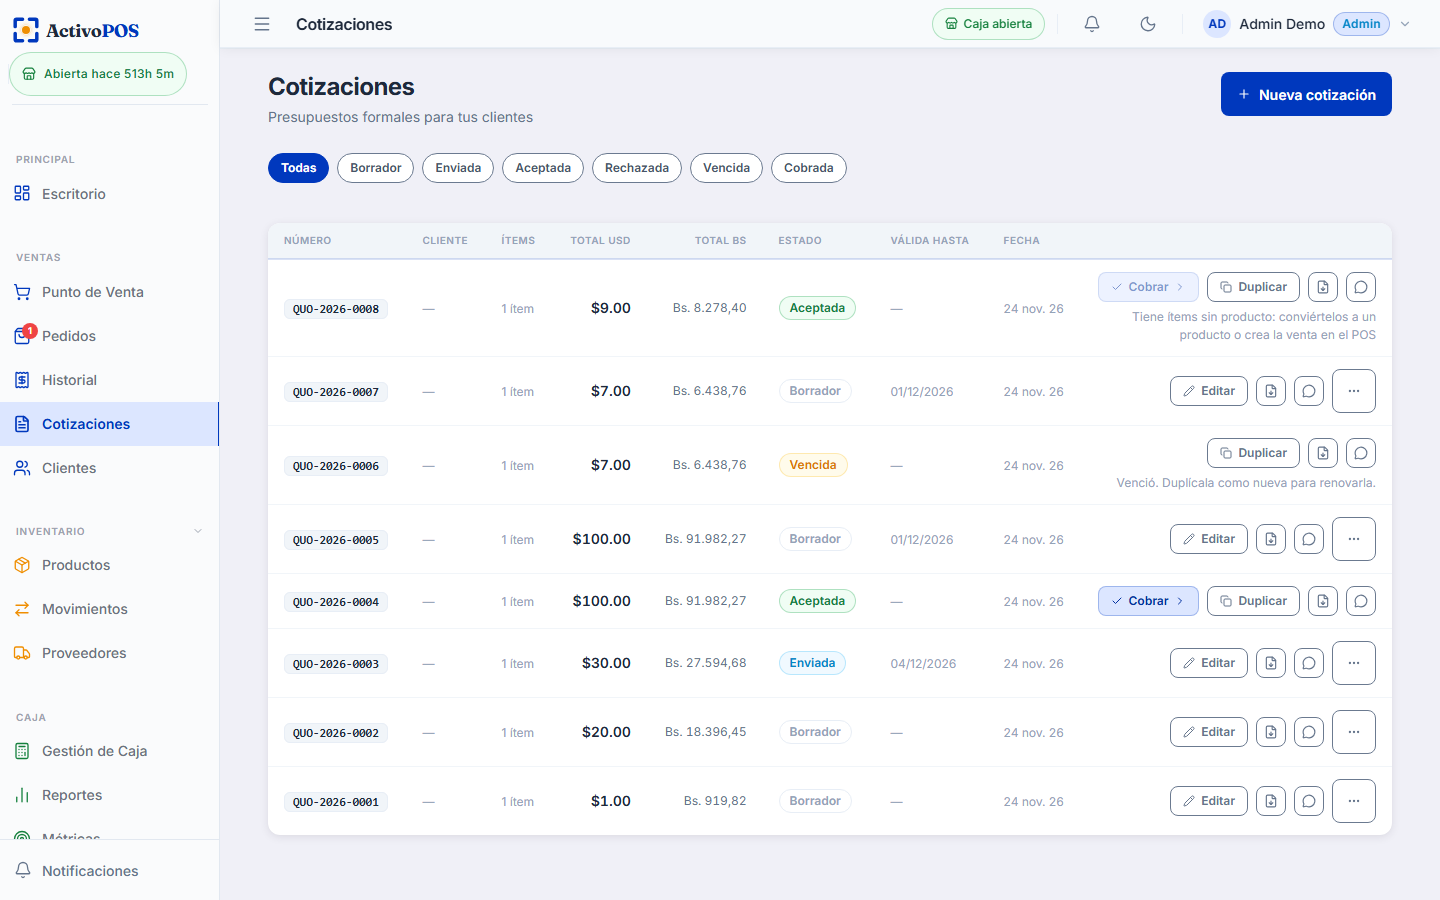 ActivoPOS
Abierta hace 513h 5m
PRINCIPAL
Escritorio
VENTAS
Punto de Venta
1
Pedidos
Historial
Cotizaciones
Clientes
INVENTARIO
Productos
Movimientos
Proveedores
CAJA
Gestión de Caja
Reportes
Métricas
Notificaciones
Cotizaciones
Caja abierta
AD Admin Demo Admin
Cotizaciones
Presupuestos formales para tus clientes
+ Nueva cotización
Todas Borrador Enviada Aceptada Rechazada Vencida Cobrada
NÚMERO CLIENTE ÍTEMS TOTAL USD TOTAL BS ESTADO VÁLIDA HASTA FECHA
QUO-2026-0008 — 1 ítem $9.00 Bs. 8.278,40 Aceptada — 24 nov. 26 Cobrar Duplicar
Tiene ítems sin producto: conviértelos a un
producto o crea la venta en el POS
QUO-2026-0007 — 1 ítem $7.00 Bs. 6.438,76 Borrador 01/12/2026 24 nov. 26 Editar ...
QUO-2026-0006 — 1 ítem $7.00 Bs. 6.438,76 Vencida — 24 nov. 26 Duplicar
Venció. Duplícala como nueva para renovarla.
QUO-2026-0005 — 1 ítem $100.00 Bs. 91.982,27 Borrador 01/12/2026 24 nov. 26 Editar ...
QUO-2026-0004 — 1 ítem $100.00 Bs. 91.982,27 Aceptada — 24 nov. 26 Cobrar Duplicar
QUO-2026-0003 — 1 ítem $30.00 Bs. 27.594,68 Enviada 04/12/2026 24 nov. 26 Editar ...
QUO-2026-0002 — 1 ítem $20.00 Bs. 18.396,45 Borrador — 24 nov. 26 Editar ...
QUO-2026-0001 — 1 ítem $1.00 Bs. 919,82 Borrador — 24 nov. 26 Editar ...